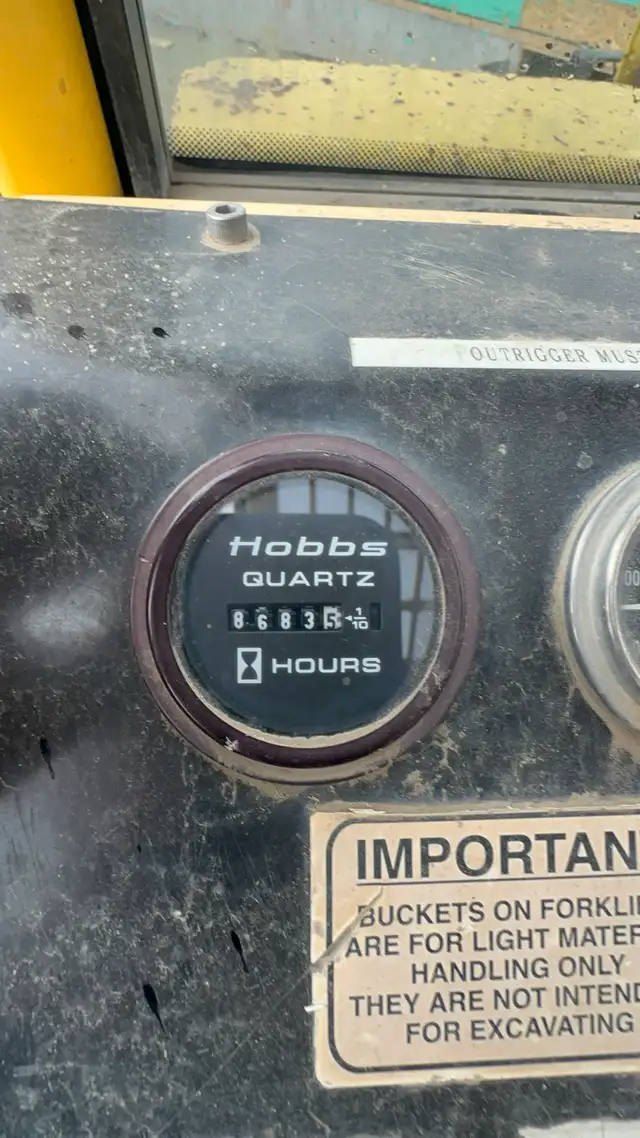 OUTRIGGER MUS
Hobbs
QUARTZ
8 6 8 3 5 ◄ 1/10
HOURS
00
IMPORTAN
BUCKETS ON FORKLI
ARE FOR LIGHT MATER
HANDLING ONLY
THEY ARE NOT INTEND
FOR EXCAVATING